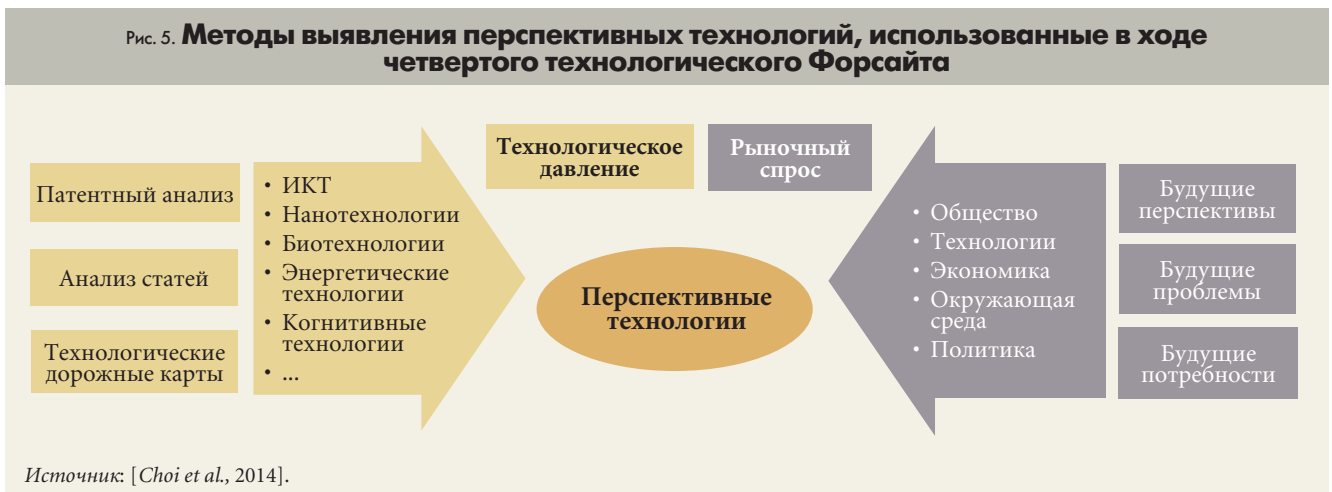 Рис. 5. Методы выявления перспективных технологий, использованные в ходе
четвертого технологического Форсайта
Патентный анализ
Анализ статей
Технологические
дорожные карты
• ИКТ
• Нанотехнологии
• Биотехнологии
• Энергетические
технологии
• Когнитивные
технологии
• ...
Технологическое
давление
Рыночный
спрос
Перспективные
технологии
• Общество
• Технологии
• Экономика
• Окружающая
среда
• Политика
Будущие
перспективы
Будущие
проблемы
Будущие
потребности
Источник: [Choi et al., 2014].